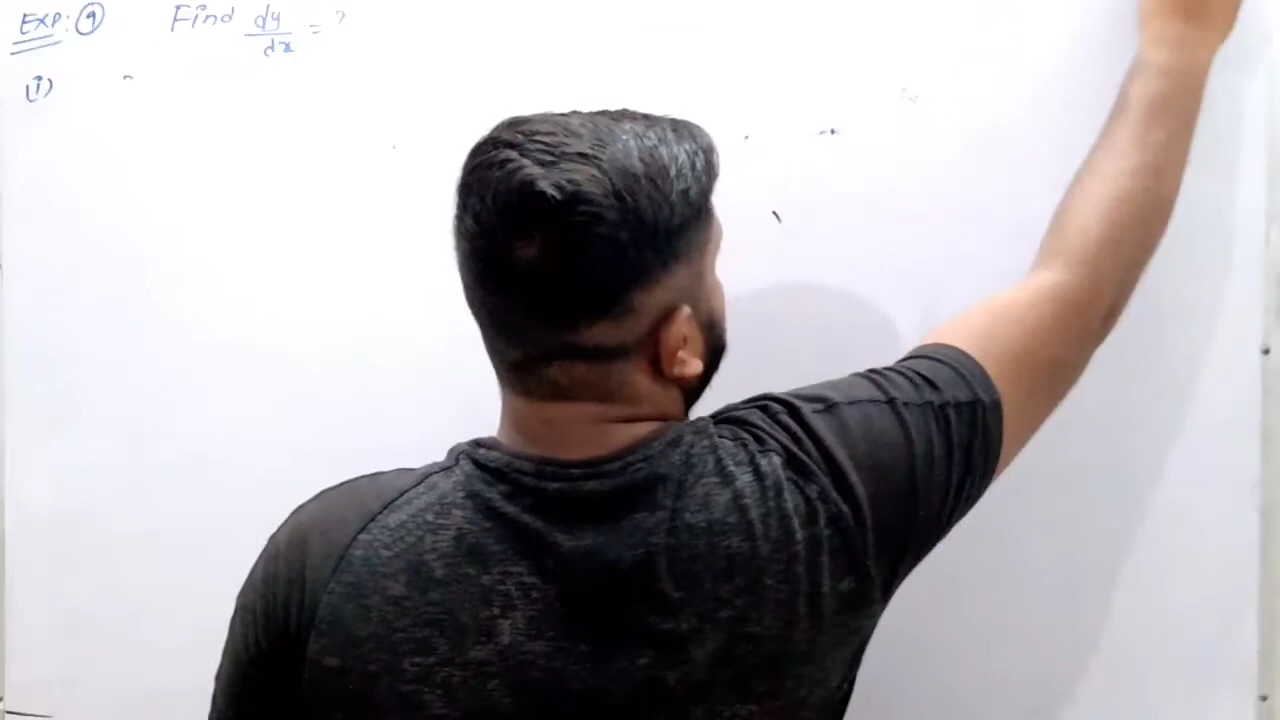 EXP: 9 Find dy/dx = ?
(i)